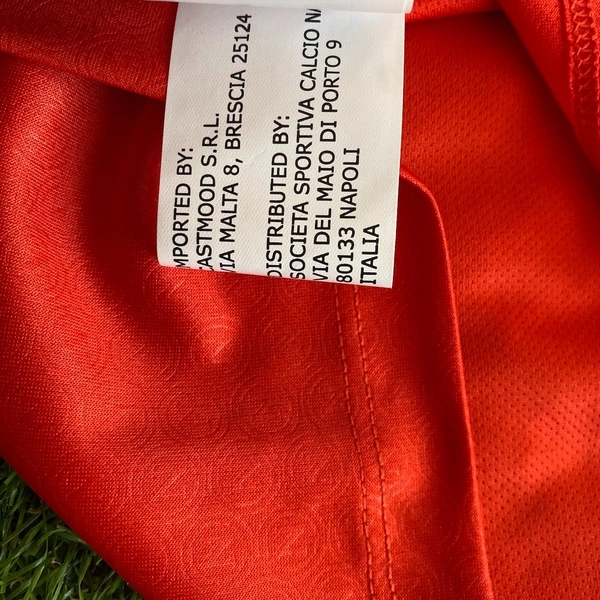 IMPORTED BY:
EASTMOOD S.R.L.
VIA MALTA 8, BRESCIA 25124
DISTRIBUTED BY:
SOCIETA SPORTIVA CALCIO NA
VIA DEL MAIO DI PORTO 9
80133 NAPOLI
ITALIA